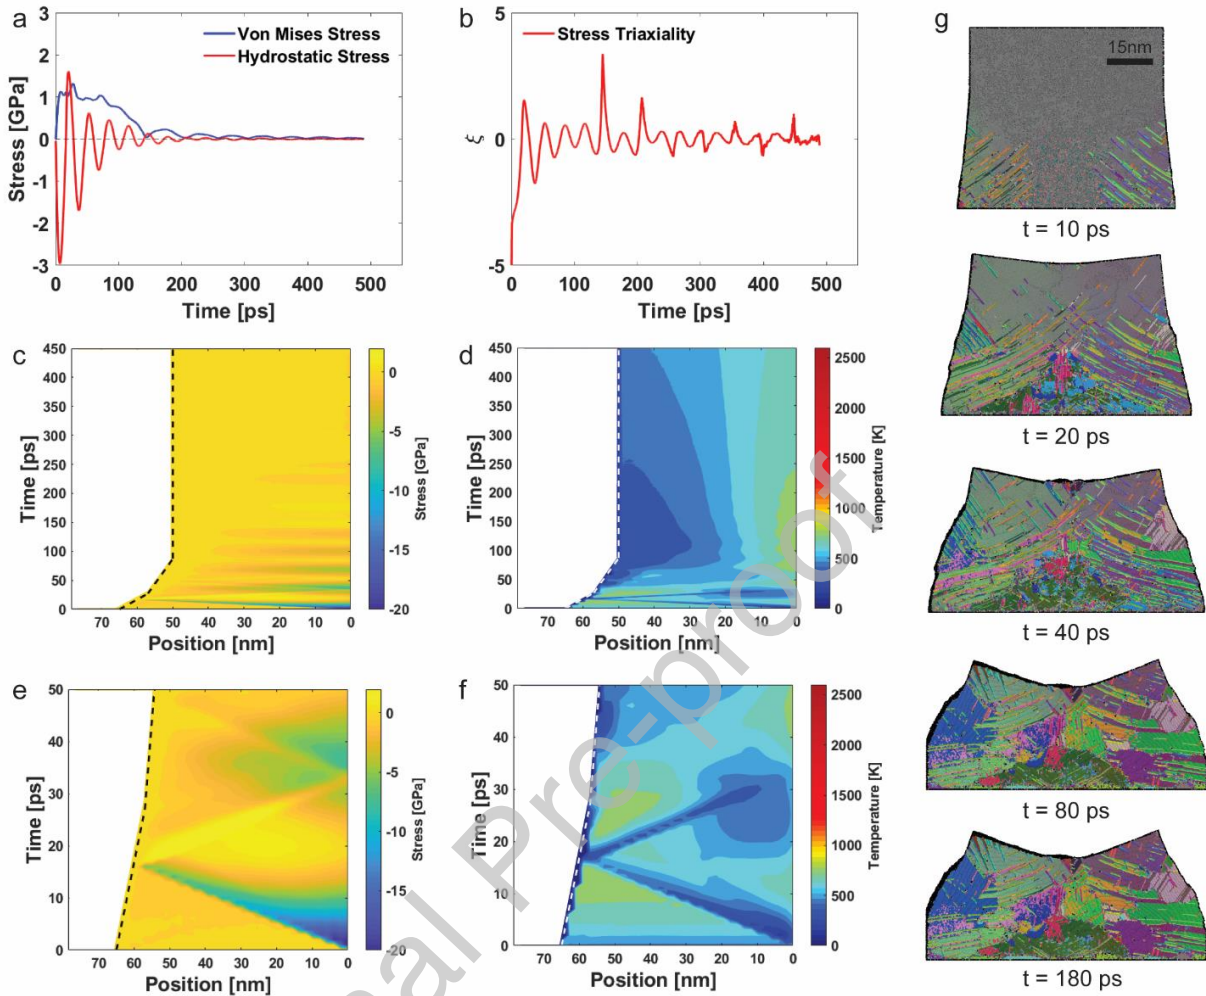 a
Von Mises Stress
Hydrostatic Stress
3
2
1
0
-1
-2
-3
Stress [GPa]
0 100 200 300 400 500
Time [ps]
b
Stress Triaxiality
5
0
-5
ξ
0 100 200 300 400 500
Time [ps]
c
450
400
350
300
250
200
150
100
50
0
Time [ps]
70 60 50 40 30 20 10 0
Position [nm]
0
-5
-10
-15
-20
Stress [GPa]
d
450
400
350
300
250
200
150
100
50
0
Time [ps]
70 60 50 40 30 20 10 0
Position [nm]
2500
2000
1500
1000
500
0
Temperature [K]
e
50
40
30
20
10
0
Time [ps]
70 60 50 40 30 20 10 0
Position [nm]
0
-5
-10
-15
-20
Stress [GPa]
f
50
40
30
20
10
0
Time [ps]
70 60 50 40 30 20 10 0
Position [nm]
2500
2000
1500
1000
500
0
Temperature [K]
g
15nm
t = 10 ps
t = 20 ps
t = 40 ps
t = 80 ps
t = 180 ps
nal Pre-proof